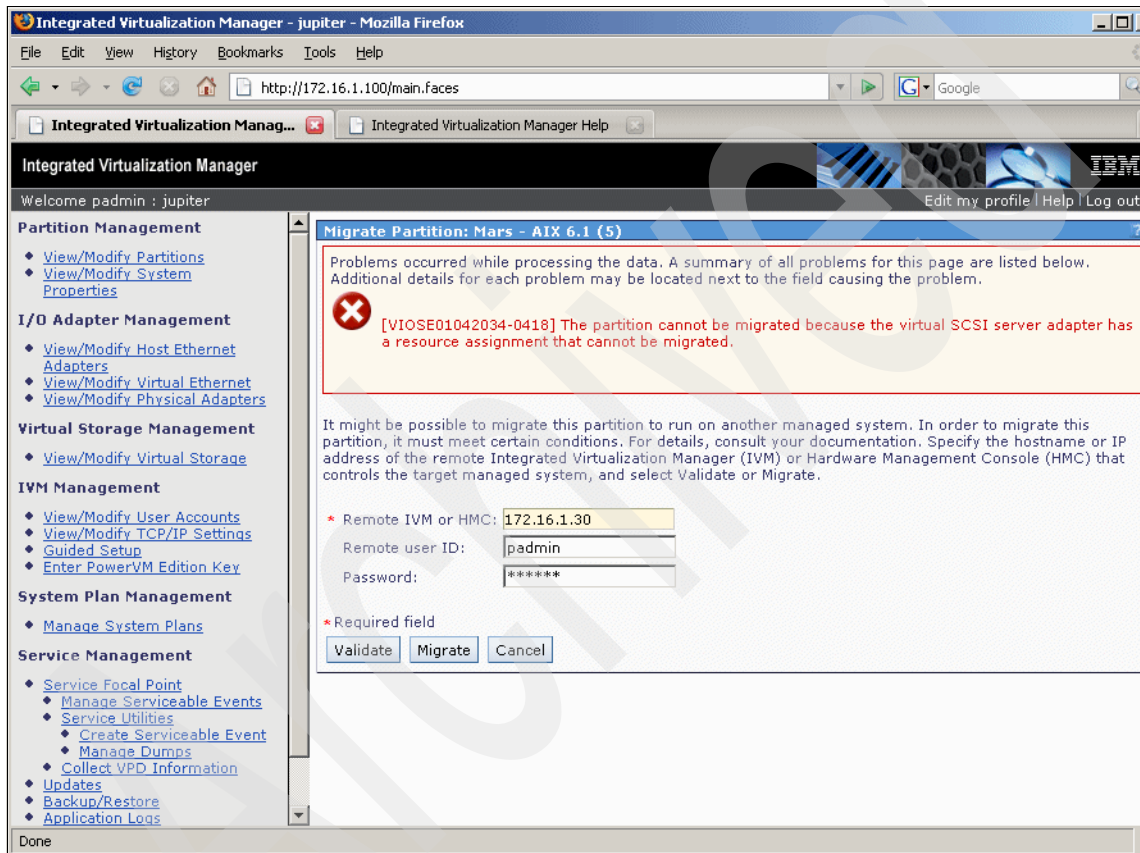 Integrated Virtualization Manager - jupiter - Mozilla Firefox
File Edit View History Bookmarks Tools Help
http://172.16.1.100/main.faces
G Google
Integrated Virtualization Manag...
Integrated Virtualization Manager Help
Integrated Virtualization Manager
IBM
Welcome padmin : jupiter
Edit my profile | Help | Log out
Partition Management
View/Modify Partitions
View/Modify System
Properties
I/O Adapter Management
View/Modify Host Ethernet
Adapters
View/Modify Virtual Ethernet
View/Modify Physical Adapters
Virtual Storage Management
View/Modify Virtual Storage
IVM Management
View/Modify User Accounts
View/Modify TCP/IP Settings
Guided Setup
Enter PowerVM Edition Key
System Plan Management
Manage System Plans
Service Management
Service Focal Point
Manage Serviceable Events
Service Utilities
Create Serviceable Event
Manage Dumps
Collect VPD Information
Updates
Backup/Restore
Application Logs
Migrate Partition: Mars - AIX 6.1 (5)
?
Problems occurred while processing the data. A summary of all problems for this page are listed below.
Additional details for each problem may be located next to the field causing the problem.
[VIOSE01042034-0418] The partition cannot be migrated because the virtual SCSI server adapter has
a resource assignment that cannot be migrated.
It might be possible to migrate this partition to run on another managed system. In order to migrate this
partition, it must meet certain conditions. For details, consult your documentation. Specify the hostname or IP
address of the remote Integrated Virtualization Manager (IVM) or Hardware Management Console (HMC) that
controls the target managed system, and select Validate or Migrate.
* Remote IVM or HMC: 172.16.1.30
Remote user ID: padmin
Password: ******
*Required field
Validate Migrate Cancel
Done